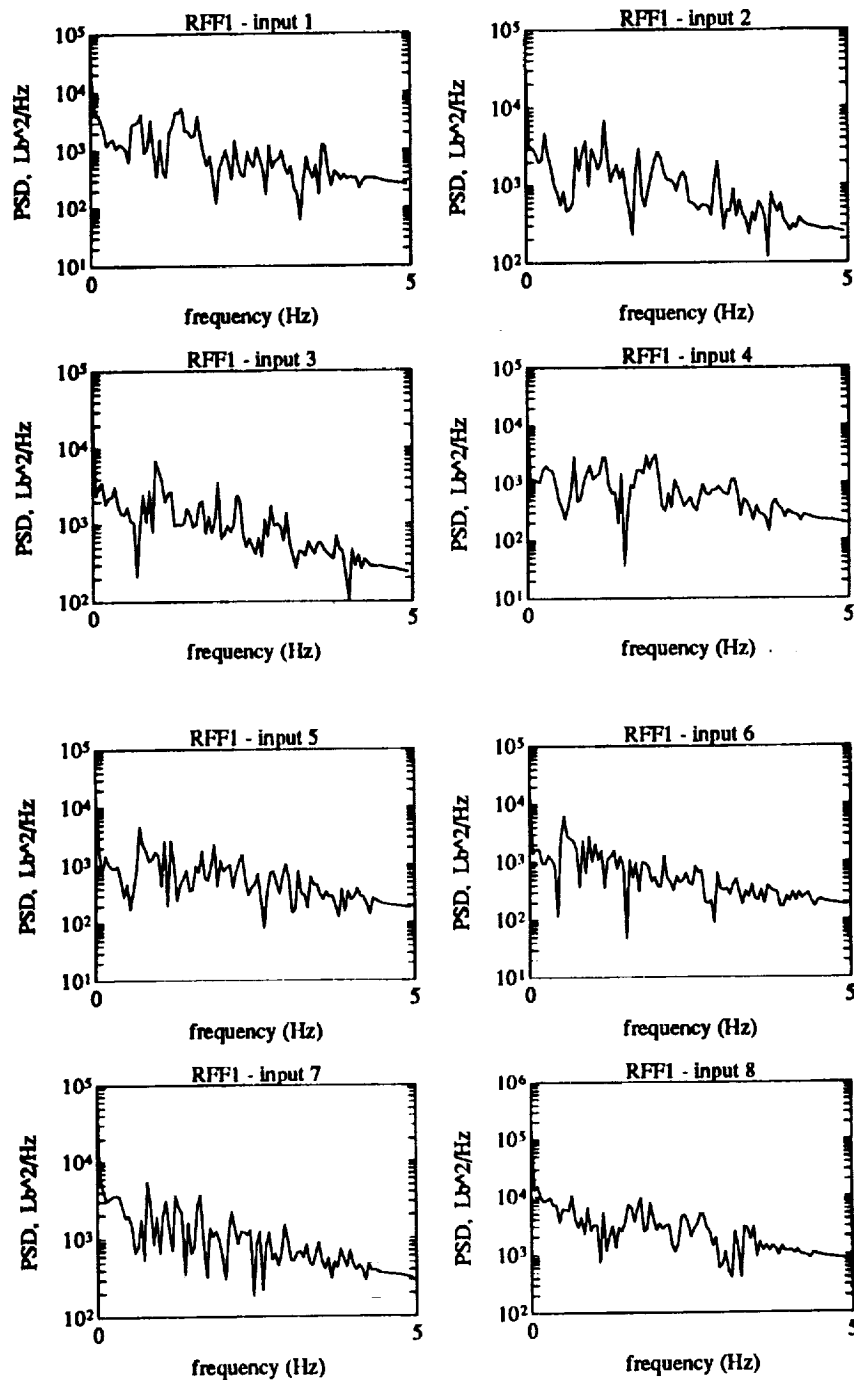 RFF1 - input 1
PSD, Lb^2/Hz
10^5
10^4
10^3
10^2
10^1
0
5
frequency (Hz)
RFF1 - input 2
PSD, Lb^2/Hz
10^5
10^4
10^3
10^2
0
5
frequency (Hz)
RFF1 - input 3
PSD, Lb^2/Hz
10^5
10^4
10^3
10^2
0
5
frequency (Hz)
RFF1 - input 4
PSD, Lb^2/Hz
10^5
10^4
10^3
10^2
10^1
0
5
frequency (Hz)
RFF1 - input 5
PSD, Lb^2/Hz
10^5
10^4
10^3
10^2
10^1
0
5
frequency (Hz)
RFF1 - input 6
PSD, Lb^2/Hz
10^5
10^4
10^3
10^2
10^1
0
5
frequency (Hz)
RFF1 - input 7
PSD, Lb^2/Hz
10^5
10^4
10^3
10^2
0
5
frequency (Hz)
RFF1 - input 8
PSD, Lb^2/Hz
10^6
10^5
10^4
10^3
10^2
0
5
frequency (Hz)